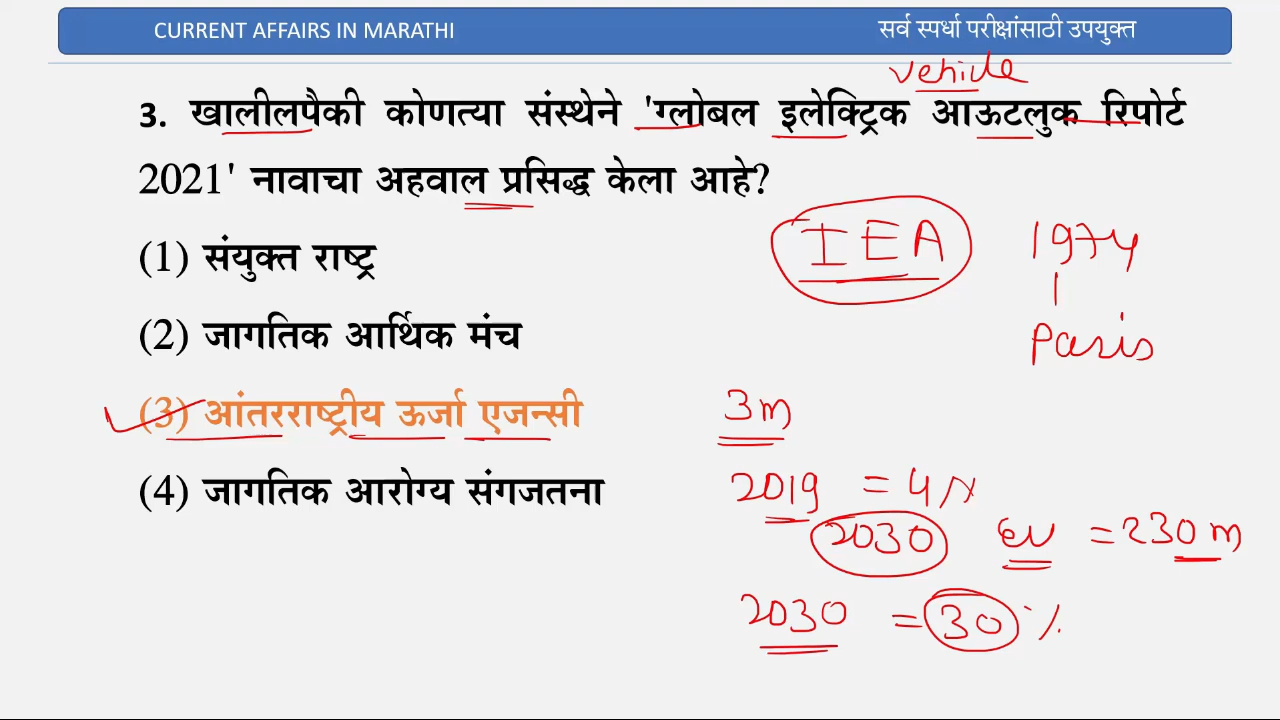 CURRENT AFFAIRS IN MARATHI
सर्व स्पर्धा परीक्षांसाठी उपयुक्त
vehicle
3. खालीलपैकी कोणत्या संस्थेने 'ग्लोबल इलेक्ट्रिक आऊटलुक रिपोर्ट
2021' नावाचा अहवाल प्रसिद्ध केला आहे?
IEA 1974
Paris
(1) संयुक्त राष्ट्र
(2) जागतिक आर्थिक मंच
(3) आंतरराष्ट्रीय ऊर्जा एजन्सी
(4) जागतिक आरोग्य संगजतना
3m
2019 = 4
2030 EV = 230 m
2030 = 30 %